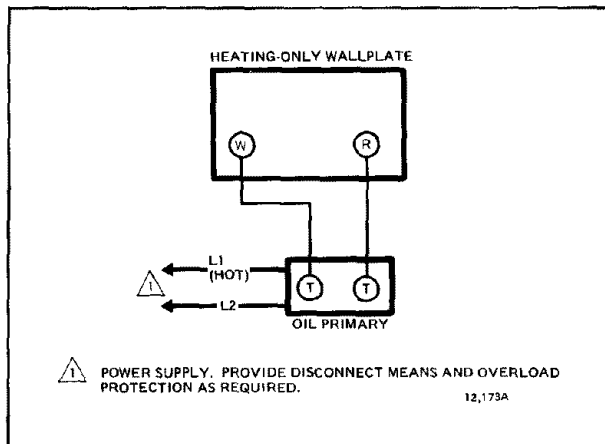 HEATING-ONLY WALLPLATE
W
R
L1
(HOT)
1
T
T
L2
OIL PRIMARY
1 POWER SUPPLY. PROVIDE DISCONNECT MEANS AND OVERLOAD
PROTECTION AS REQUIRED.
12,173A